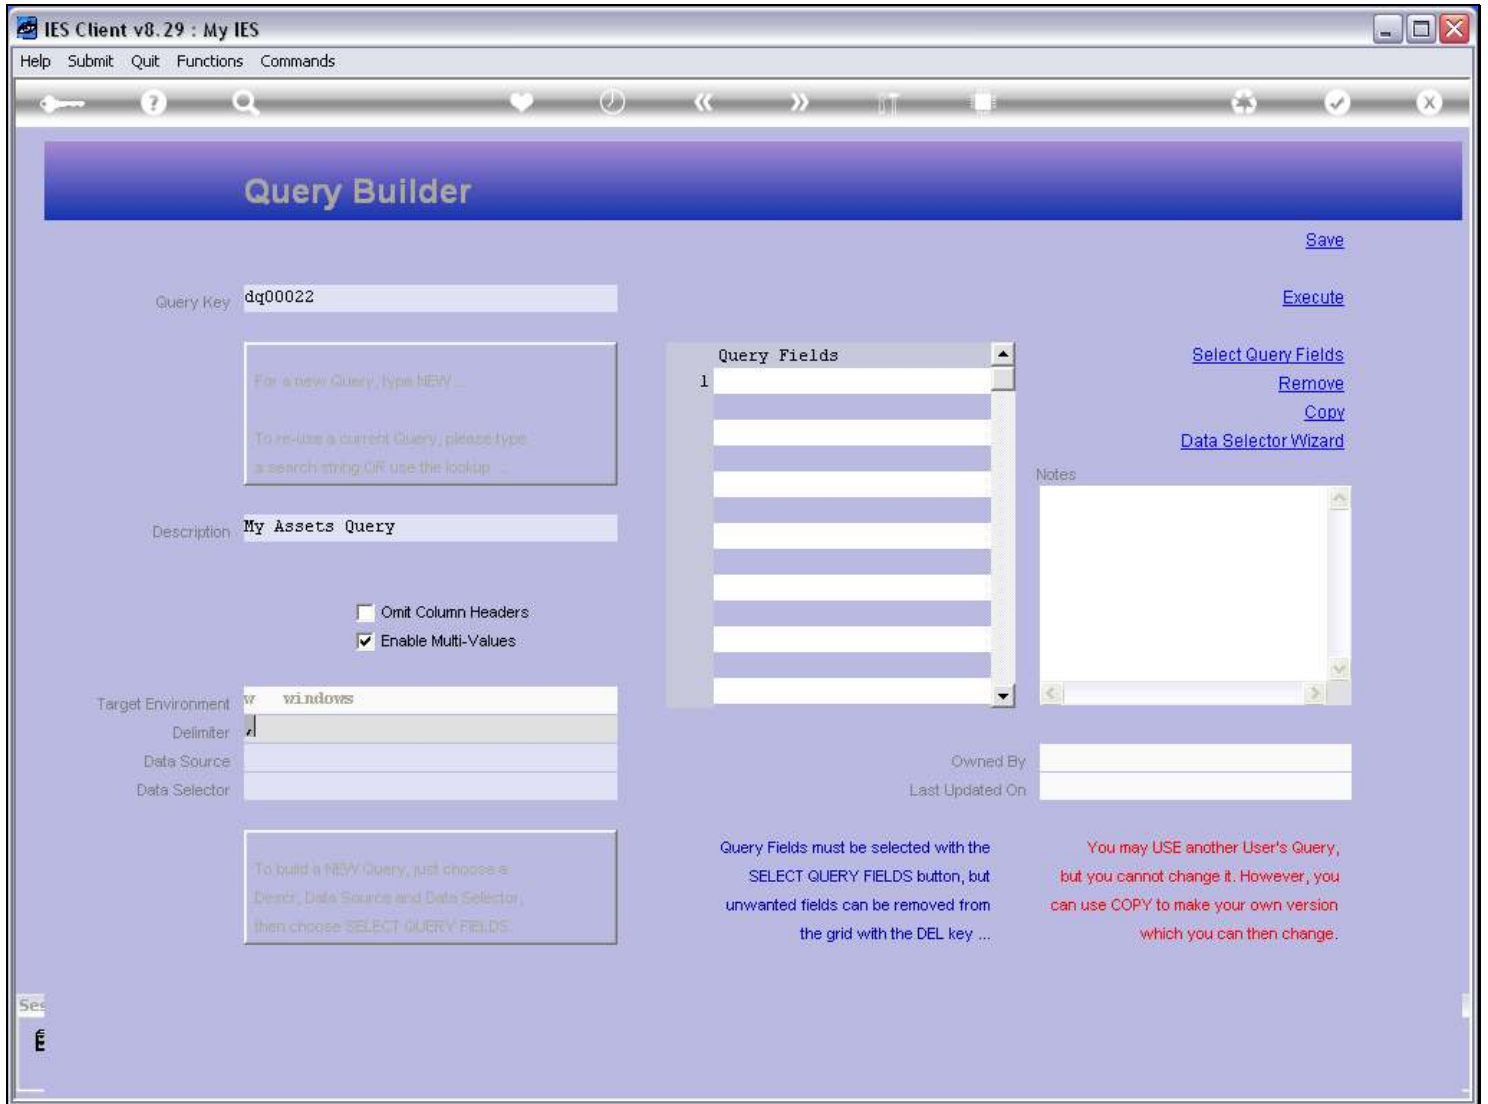 IES Client v8.29 : My IES
Help Submit Quit Functions Commands
Query Builder
Save
Query Key dq00022
Execute
For a new Query, type NEW ...
To re-use a current Query, please type
a search string OR use the lookup ...
Query Fields
1
Select Query Fields
Remove
Copy
Data Selector Wizard
Notes
Description My Assets Query
Omit Column Headers
Enable Multi-Values
Target Environment w windows
Delimiter ,
Data Source
Data Selector
Owned By
Last Updated On
To build a NEW Query, just choose a
Descr, Data Source and Data Selector,
then choose SELECT QUERY FIELDS.
Query Fields must be selected with the
SELECT QUERY FIELDS button, but
unwanted fields can be removed from
the grid with the DEL key ...
You may USE another User's Query,
but you cannot change it. However, you
can use COPY to make your own version
which you can then change.
Ses